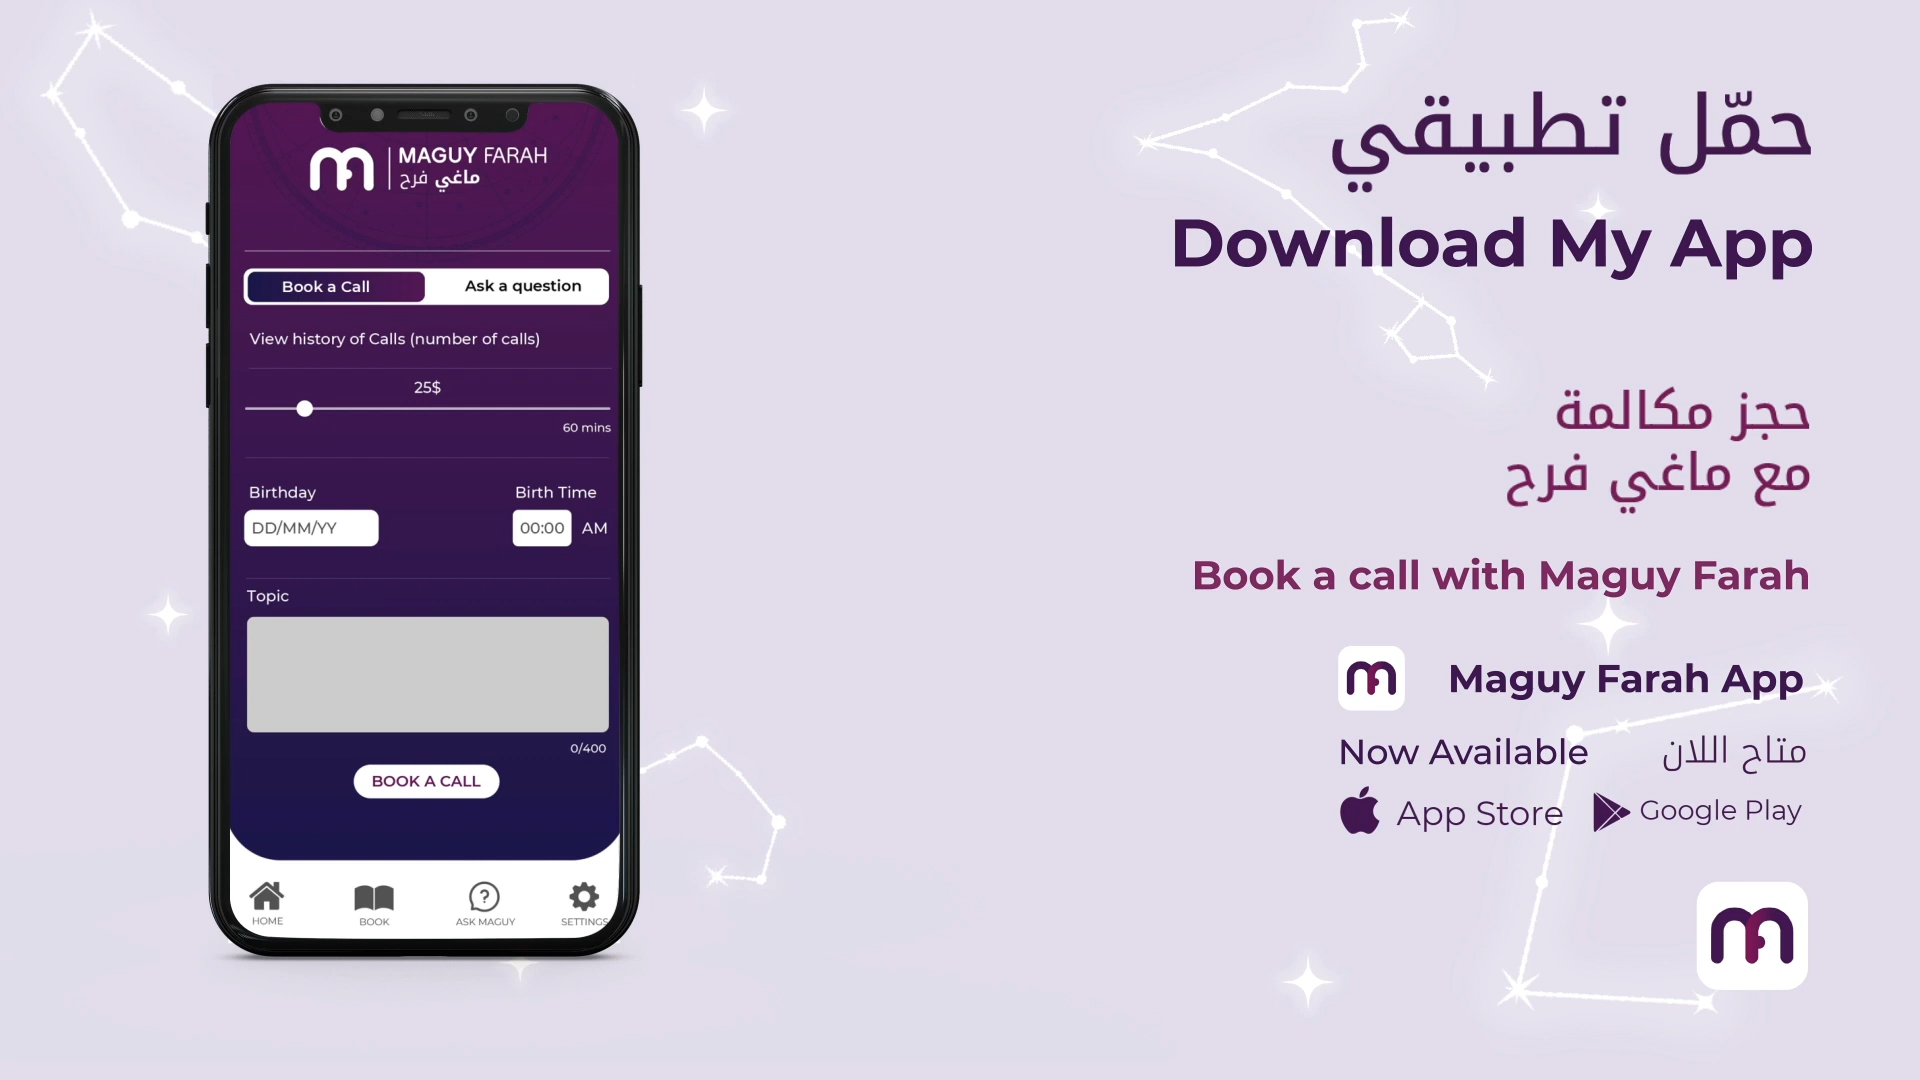 MAGUY FARAH
ماغي فرح
Book a Call
Ask a question
View history of Calls (number of calls)
25$
60 mins
Birthday
Birth Time
DD/MM/YY
00:00 AM
Topic
0/400
BOOK A CALL
HOME
BOOK
ASK MAGUY
SETTINGS
حمّل تطبيقي
Download My App
حجز مكالمة
مع ماغي فرح
Book a call with Maguy Farah
Maguy Farah App
Now Available
متاح اللان
App Store
Google Play